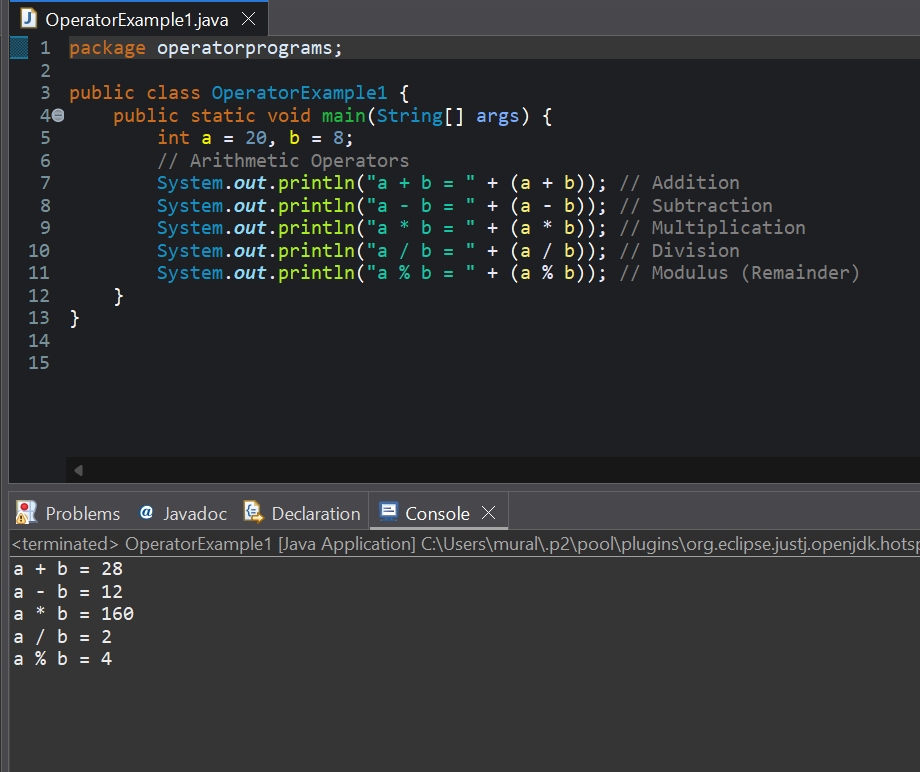 OperatorExample1.java
1 package operatorprograms;
2
3 public class OperatorExample1 {
4     public static void main(String[] args) {
5         int a = 20, b = 8;
6         // Arithmetic Operators
7         System.out.println("a + b = " + (a + b)); // Addition
8         System.out.println("a - b = " + (a - b)); // Subtraction
9         System.out.println("a * b = " + (a * b)); // Multiplication
10         System.out.println("a / b = " + (a / b)); // Division
11         System.out.println("a % b = " + (a % b)); // Modulus (Remainder)
12     }
13 }
14
15
Problems @ Javadoc Declaration Console
<terminated> OperatorExample1 [Java Application] C:\Users\mural\.p2\pool\plugins\org.eclipse.justj.openjdk.hotsp
a + b = 28
a - b = 12
a * b = 160
a / b = 2
a % b = 4